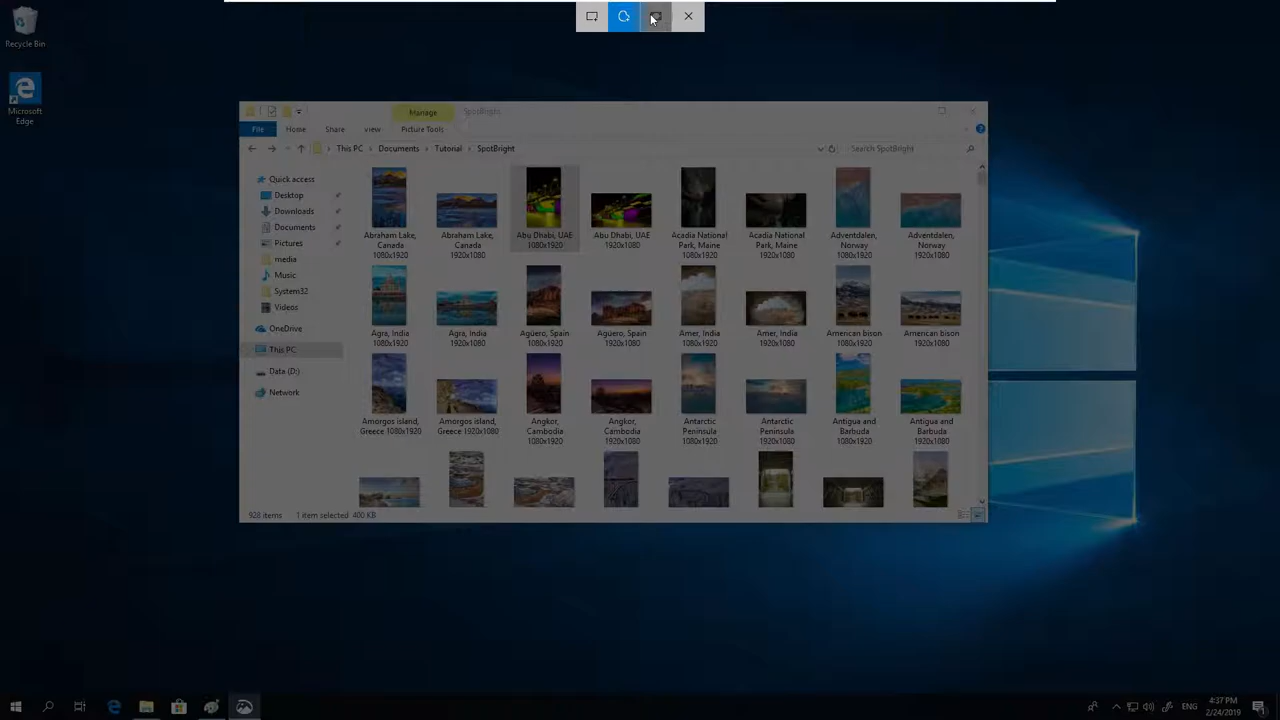 Recycle Bin
Microsoft
Edge
Manage
SpotBright
File
Home
Share
view
Picture Tools
This PC
Documents
Tutorial
SpotBright
Search SpotBright
Quick access
Desktop
Downloads
Documents
Pictures
media
Music
System32
Videos
OneDrive
This PC
Data (D:)
Network
Abraham Lake,
Canada
1080x1920
Abraham Lake,
Canada
1920x1080
Abu Dhabi, UAE
1080x1920
Abu Dhabi, UAE
1920x1080
Acadia National
Park, Maine
1080x1920
Acadia National
Park, Maine
1920x1080
Adventdalen,
Norway
1080x1920
Adventdalen,
Norway
1920x1080
Agra, India
1080x1920
Agra, India
1920x1080
Agüero, Spain
1080x1920
Agüero, Spain
1920x1080
Amer, India
1080x1920
Amer, India
1920x1080
American bison
1080x1920
American bison
1920x1080
Amorgos island,
Greece 1080x1920
Amorgos island,
Greece 1920x1080
Angkor,
Cambodia
1080x1920
Angkor,
Cambodia
1920x1080
Antarctic
Peninsula
1080x1920
Antarctic
Peninsula
1920x1080
Antigua and
Barbuda
1080x1920
Antigua and
Barbuda
1920x1080
928 items
1 item selected 400 KB
ENG
4:37 PM
2/24/2019